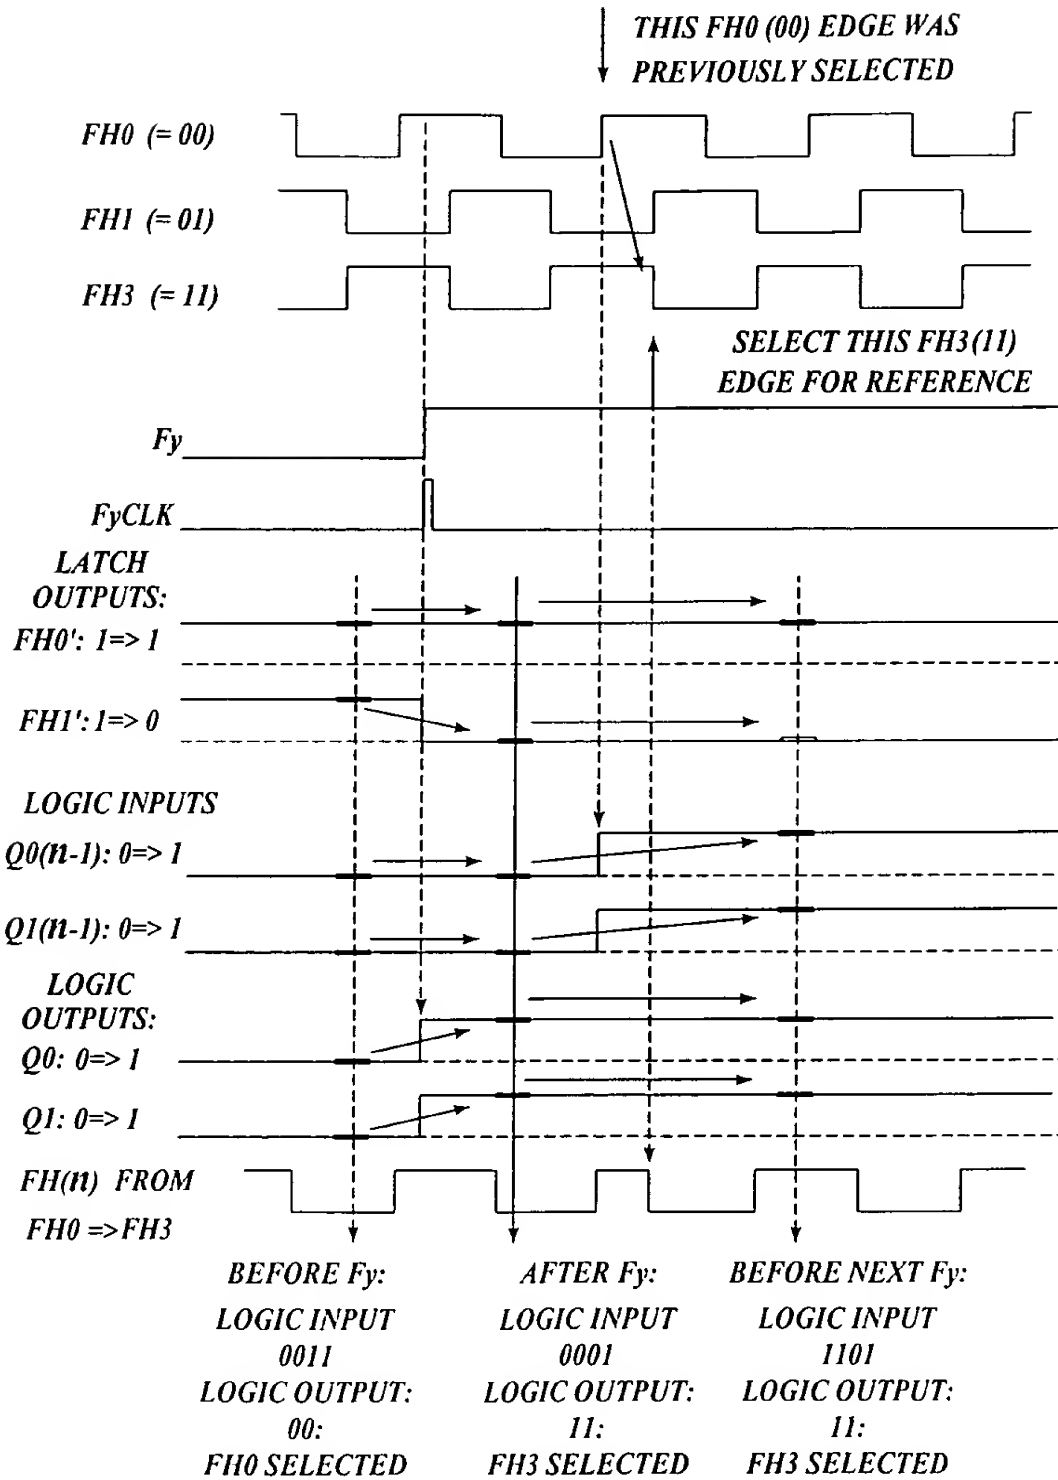 THIS FH0 (00) EDGE WAS
PREVIOUSLY SELECTED
FH0 (= 00)
FH1 (= 01)
FH3 (= 11)
SELECT THIS FH3(11)
EDGE FOR REFERENCE
Fy
FyCLK
LATCH
OUTPUTS:
FH0': 1=> 1
FH1': 1=> 0
LOGIC INPUTS
Q0(n-1): 0=> 1
Q1(n-1): 0=> 1
LOGIC
OUTPUTS:
Q0: 0=> 1
Q1: 0=> 1
FH(n) FROM
FH0 =>FH3
BEFORE Fy:
LOGIC INPUT
0011
LOGIC OUTPUT:
00:
FH0 SELECTED
AFTER Fy:
LOGIC INPUT
0001
LOGIC OUTPUT:
11:
FH3 SELECTED
BEFORE NEXT Fy:
LOGIC INPUT
1101
LOGIC OUTPUT:
11:
FH3 SELECTED